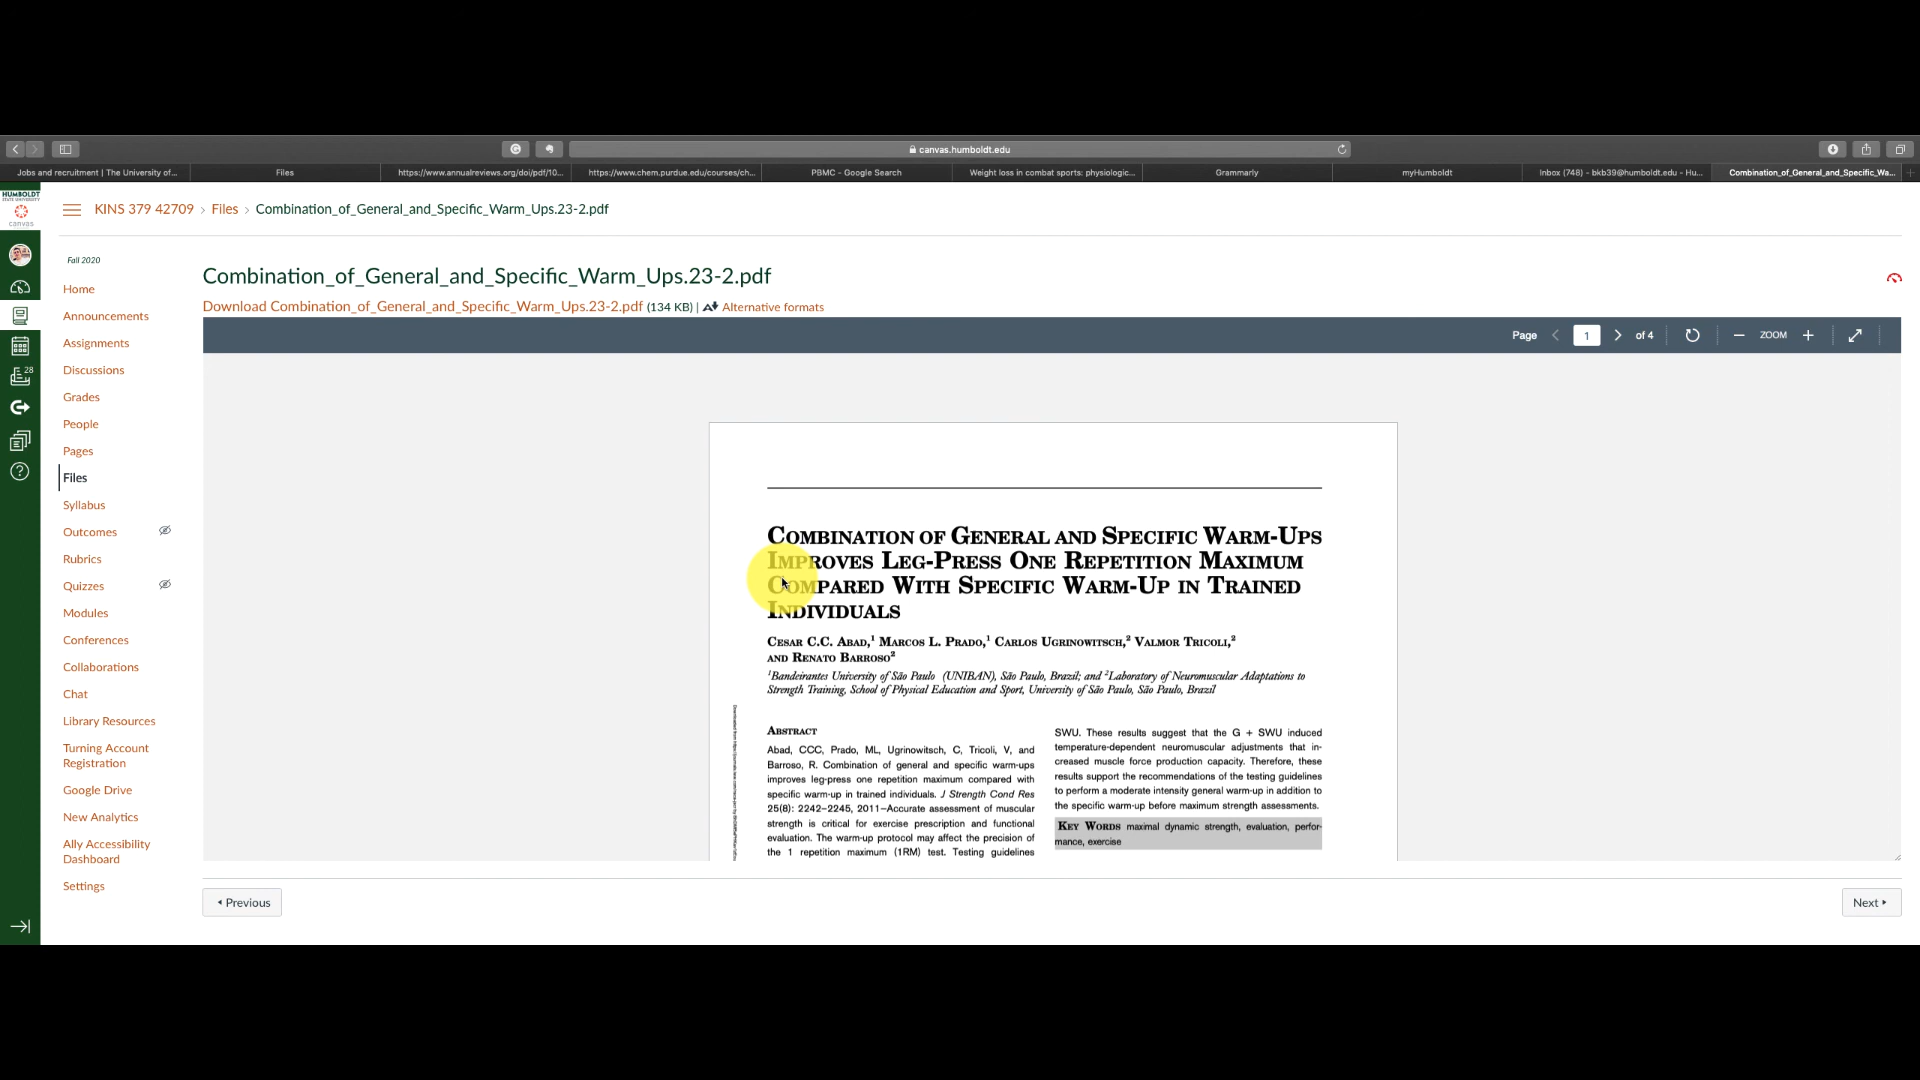 canvas.humboldt.edu
Jobs and recruitment | The University of...
Files
https://www.annualreviews.org/doi/pdf/10...
https://www.chem.purdue.edu/courses/ch...
PBMC - Google Search
Weight loss in combat sports: physiologic...
Grammarly
myHumboldt
Inbox (748) - bkb39@humboldt.edu - Hu...
Combination_of_General_and_Specific_Wa...
HUMBOLDT
STATE UNIVERSITY
canvas
28
KINS 379 42709 › Files › Combination_of_General_and_Specific_Warm_Ups.23-2.pdf
Fall 2020
Home
Announcements
Assignments
Discussions
Grades
People
Pages
Files
Syllabus
Outcomes
Rubrics
Quizzes
Modules
Conferences
Collaborations
Chat
Library Resources
Turning Account
Registration
Google Drive
New Analytics
Ally Accessibility
Dashboard
Settings
Combination_of_General_and_Specific_Warm_Ups.23-2.pdf
Download Combination_of_General_and_Specific_Warm_Ups.23-2.pdf (134 KB) | Alternative formats
Page 1 of 4 ZOOM
COMBINATION OF GENERAL AND SPECIFIC WARM-UPS
IMPROVES LEG-PRESS ONE REPETITION MAXIMUM
COMPARED WITH SPECIFIC WARM-UP IN TRAINED
INDIVIDUALS
CESAR C.C. ABAD,¹ MARCOS L. PRADO,¹ CARLOS UGRINOWITSCH,² VALMOR TRICOLI,²
AND RENATO BARROSO²
¹Bandeirantes University of São Paulo (UNIBAN), São Paulo, Brazil; and ²Laboratory of Neuromuscular Adaptations to
Strength Training, School of Physical Education and Sport, University of São Paulo, São Paulo, Brazil
ABSTRACT
Abad, CCC, Prado, ML, Ugrinowitsch, C, Tricoli, V, and
Barroso, R. Combination of general and specific warm-ups
improves leg-press one repetition maximum compared with
specific warm-up in trained individuals. J Strength Cond Res
25(8): 2242–2245, 2011—Accurate assessment of muscular
strength is critical for exercise prescription and functional
evaluation. The warm-up protocol may affect the precision of
the 1 repetition maximum (1RM) test. Testing guidelines
SWU. These results suggest that the G + SWU induced
temperature-dependent neuromuscular adjustments that in-
creased muscle force production capacity. Therefore, these
results support the recommendations of the testing guidelines
to perform a moderate intensity general warm-up in addition to
the specific warm-up before maximum strength assessments.
KEY WORDS maximal dynamic strength, evaluation, perfor-
mance, exercise
Previous
Next